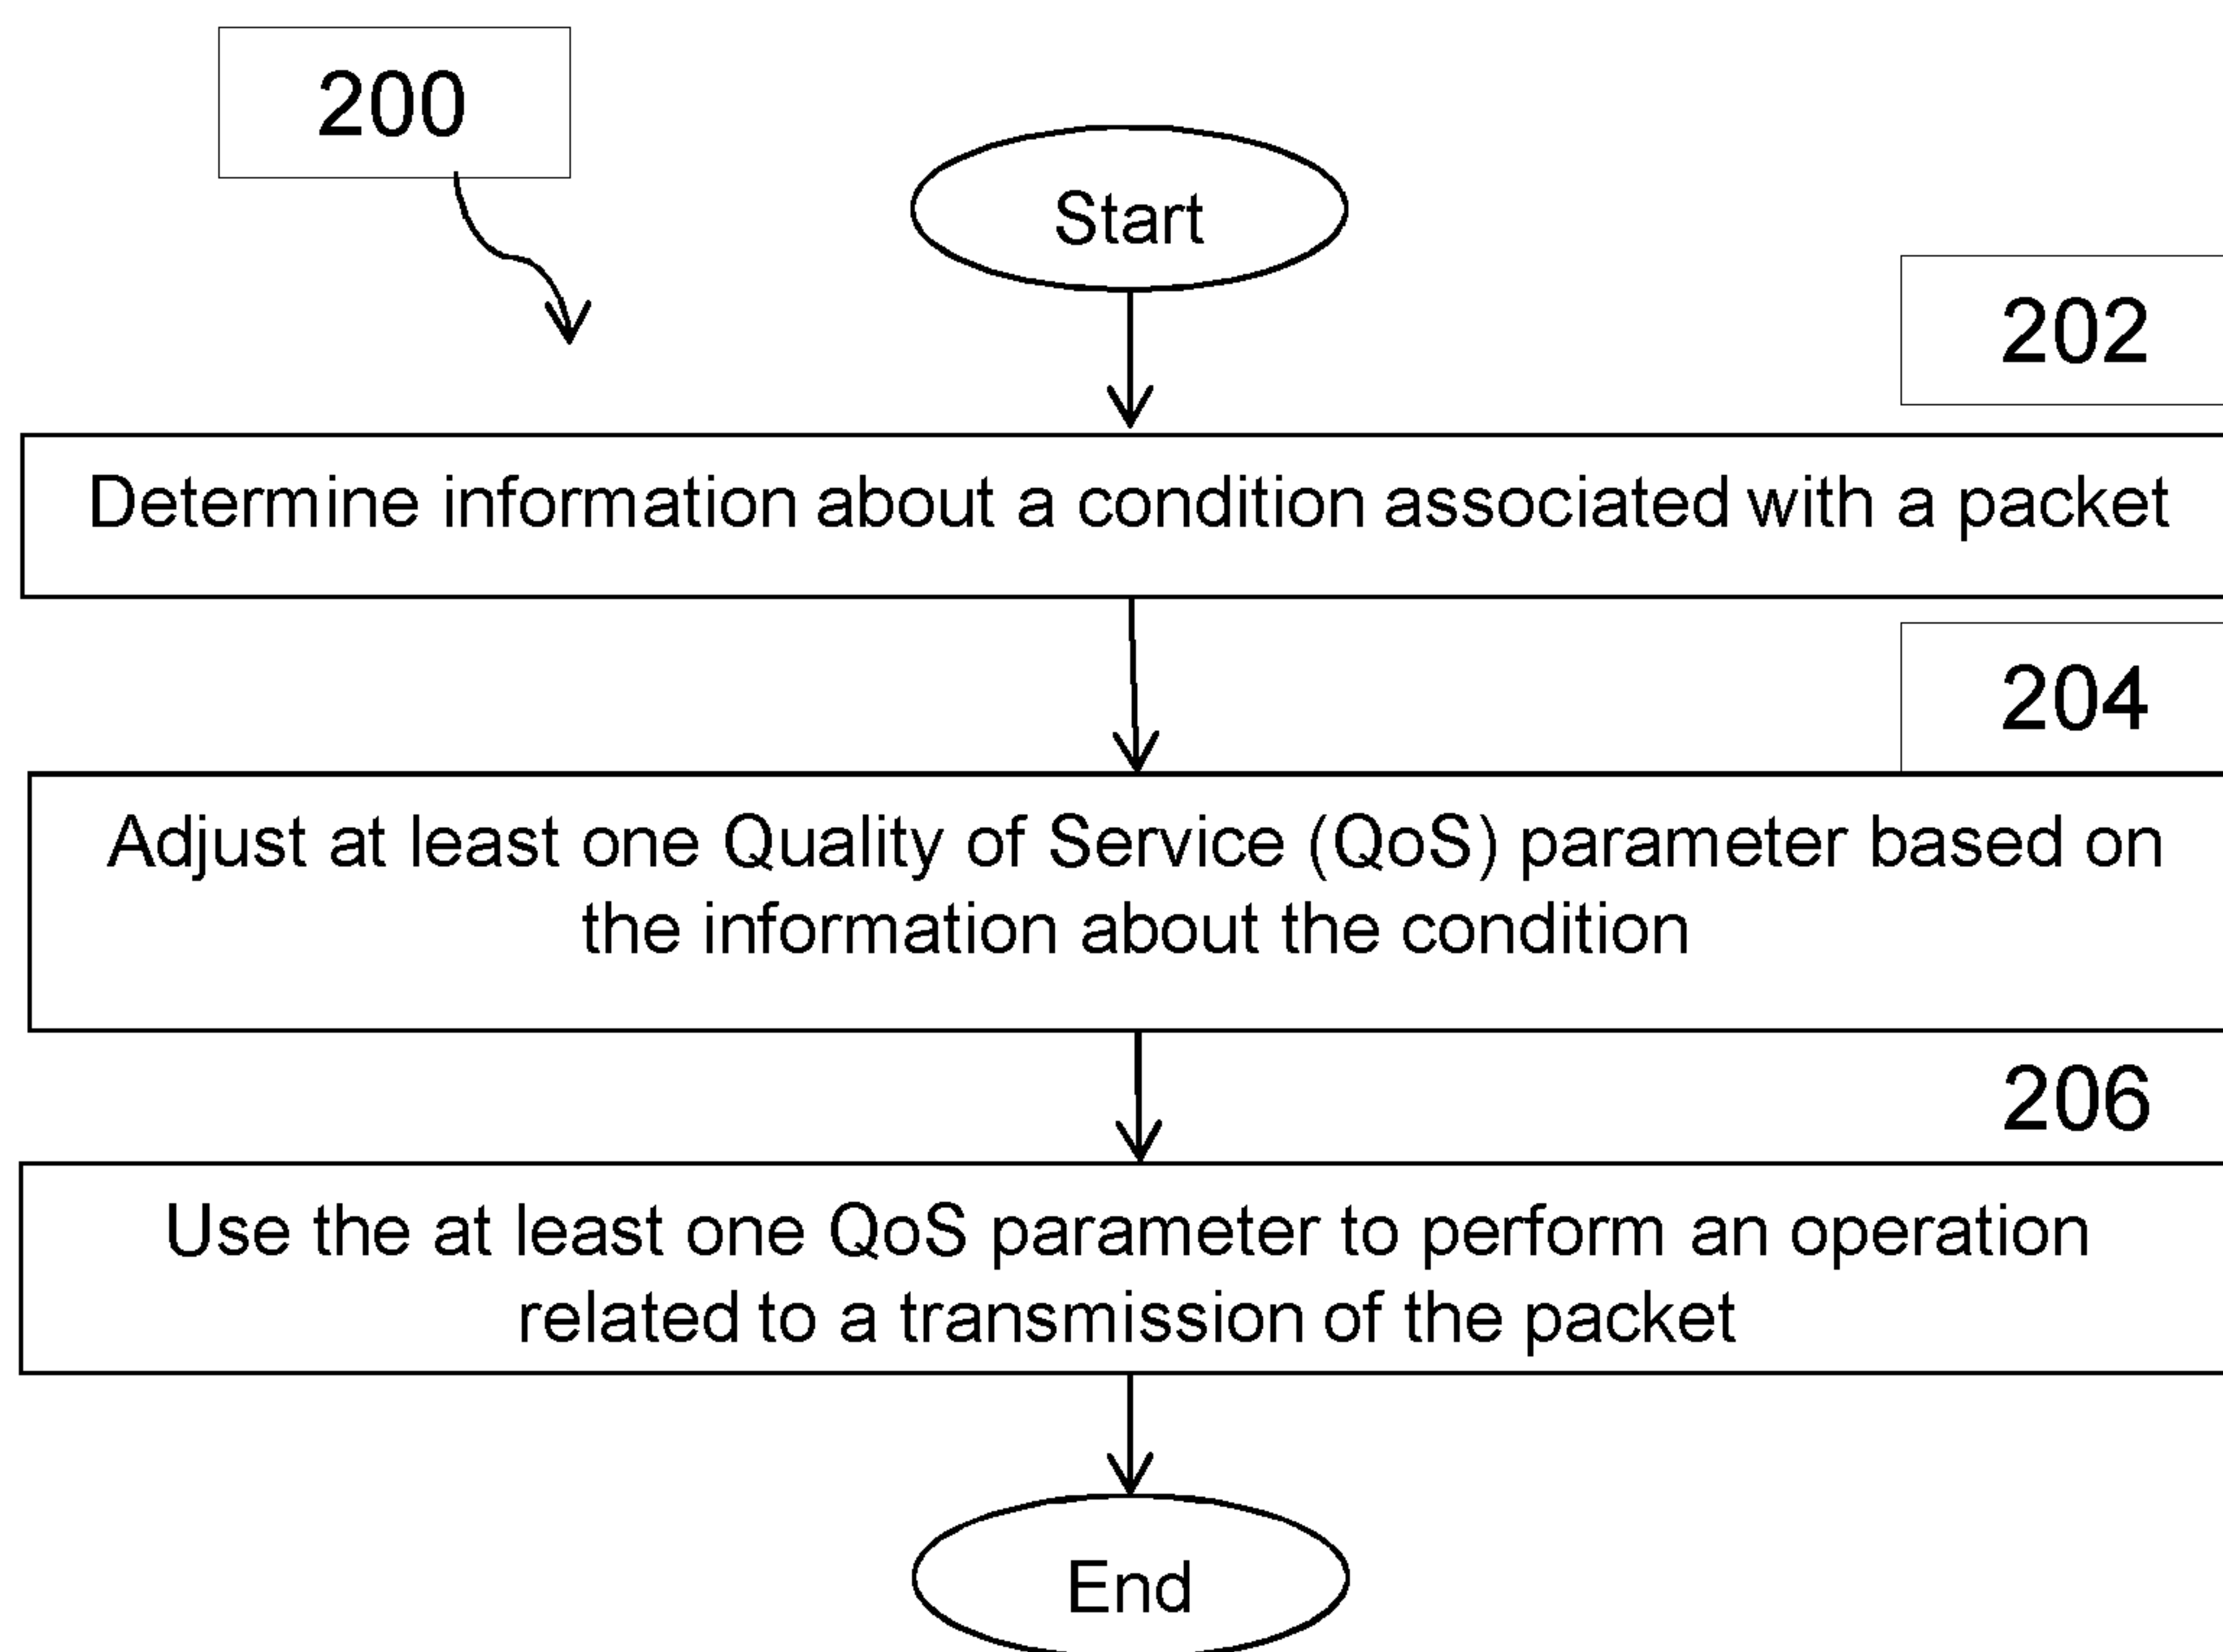 200
Start
202
Determine information about a condition associated with a packet
204
Adjust at least one Quality of Service (QoS) parameter based on
the information about the condition
206
Use the at least one QoS parameter to perform an operation
related to a transmission of the packet
End